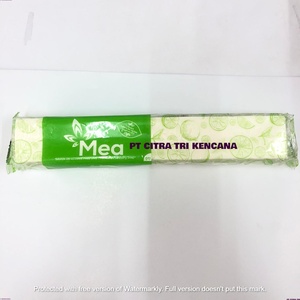 Mea
PT CITRA TRI KENCANA
Protected with free version of Watermarkly. Full version doesn't put this mark.